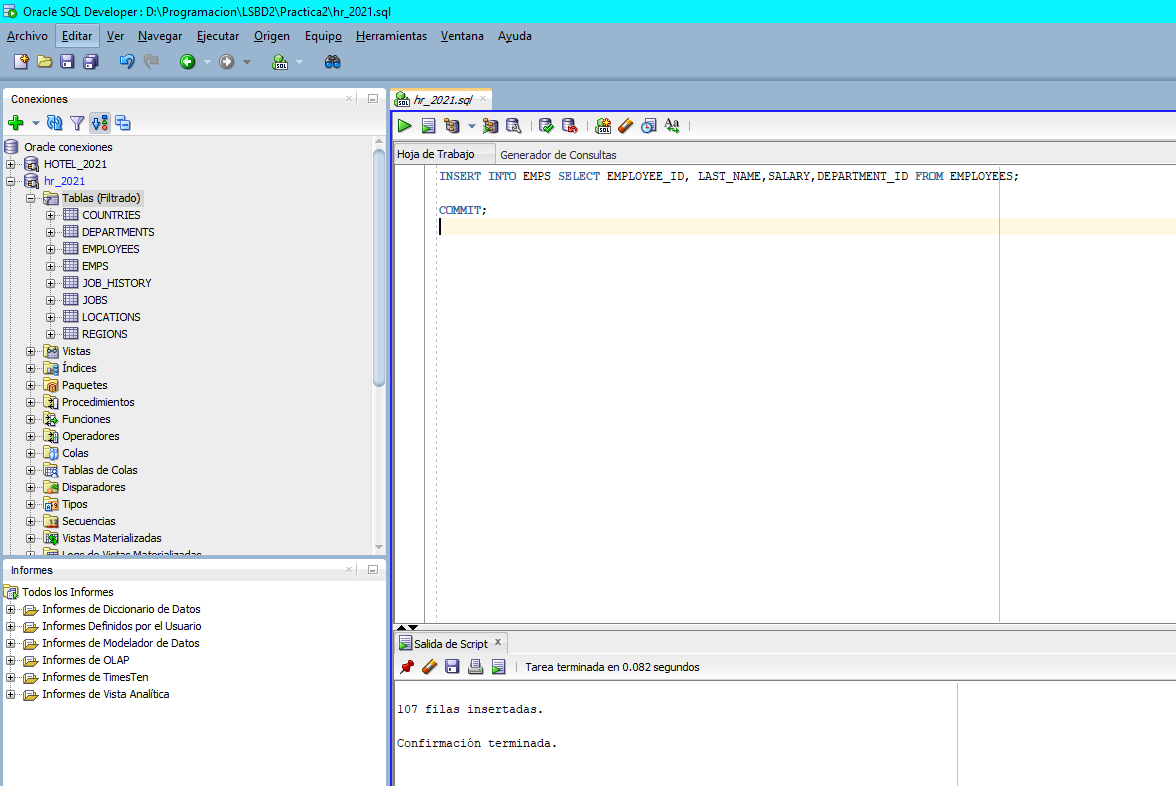 Oracle SQL Developer : D:\Programacion\LSBD2\Practica2\hr_2021.sql
Archivo Editar Ver Navegar Ejecutar Origen Equipo Herramientas Ventana Ayuda
Conexiones
Oracle conexiones
HOTEL_2021
hr_2021
Tablas (Filtrado)
COUNTRIES
DEPARTMENTS
EMPLOYEES
EMPS
JOB_HISTORY
JOBS
LOCATIONS
REGIONS
Vistas
Índices
Paquetes
Procedimientos
Funciones
Operadores
Colas
Tablas de Colas
Disparadores
Tipos
Secuencias
Vistas Materializadas
Logs de Vistas Materializadas
Informes
Todos los Informes
Informes de Diccionario de Datos
Informes Definidos por el Usuario
Informes de Modelador de Datos
Informes de OLAP
Informes de TimesTen
Informes de Vista Analítica
hr_2021.sql
Hoja de Trabajo Generador de Consultas
INSERT INTO EMPS SELECT EMPLOYEE_ID, LAST_NAME,SALARY,DEPARTMENT_ID FROM EMPLOYEES;
COMMIT;
Salida de Script
Tarea terminada en 0.082 segundos
107 filas insertadas.
Confirmación terminada.